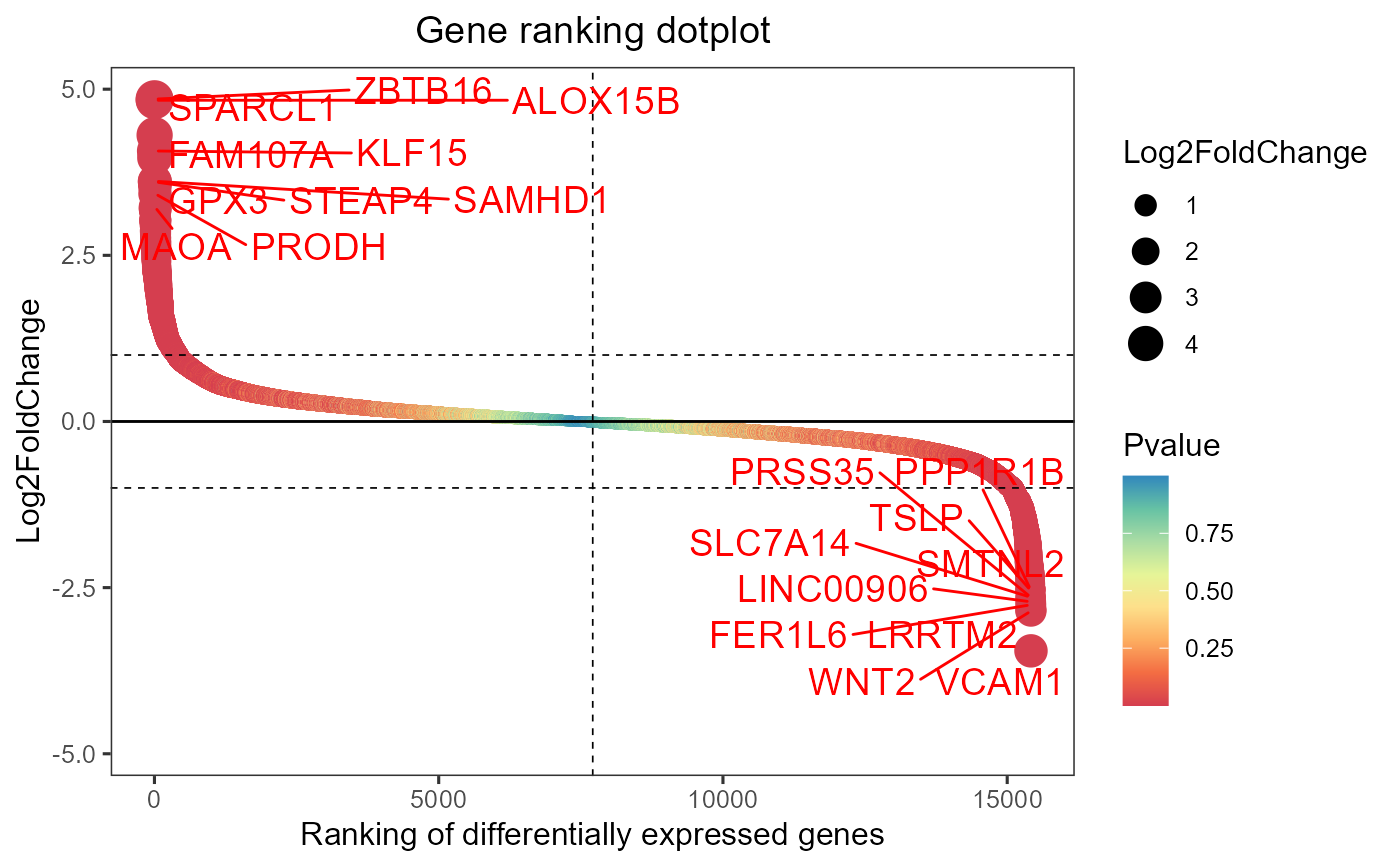 Gene ranking dotplot
Log2FoldChange
5.0
2.5
0.0
-2.5
-5.0
ZBTB16
SPARCL1
ALOX15B
FAM107A
KLF15
GPX3
STEAP4
SAMHD1
MAOA
PRODH
PRSS35
PPP1R1B
TSLP
SLC7A14
SMTNL2
LINC00906
FER1L6
LRRTM2
WNT2
VCAM1
0
5000
10000
15000
Ranking of differentially expressed genes
Log2FoldChange
1
2
3
4
Pvalue
0.75
0.50
0.25